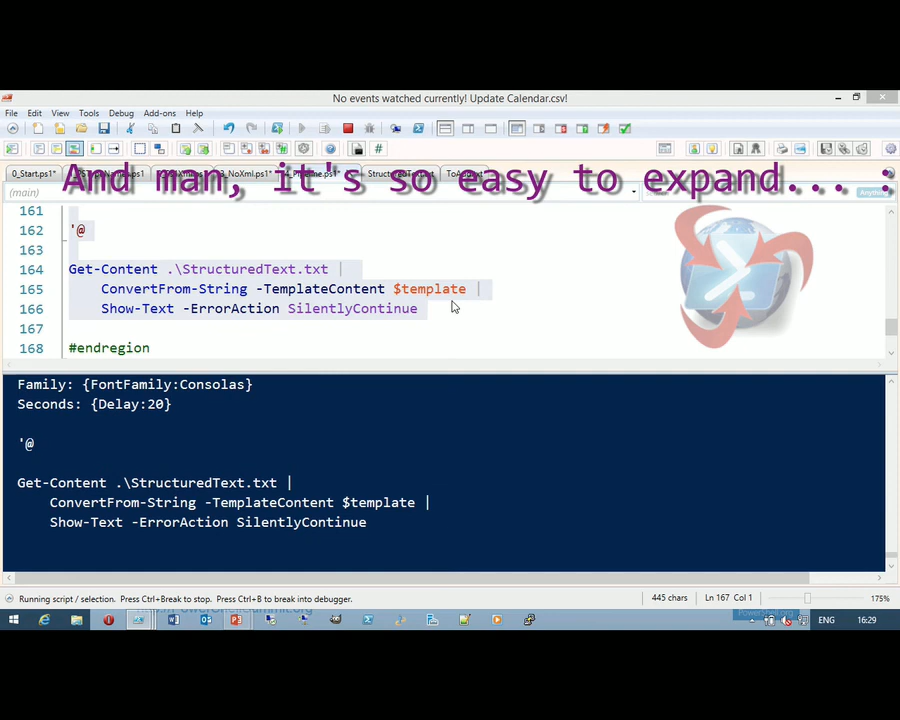 No events watched currently! Update Calendar.csv!
File Edit View Tools Debug Add-ons Help
0_Start.ps1*
And man, it's so easy to expand...
(main)
161
162 '@
163
164 Get-Content .\StructuredText.txt |
165 ConvertFrom-String -TemplateContent $template |
166 Show-Text -ErrorAction SilentlyContinue
167
168 #endregion
Family: {FontFamily:Consolas}
Seconds: {Delay:20}
'@
Get-Content .\StructuredText.txt |
ConvertFrom-String -TemplateContent $template |
Show-Text -ErrorAction SilentlyContinue
Running script / selection. Press Ctrl+Break to stop. Press Ctrl+B to break into debugger.
445 chars
Ln 167 Col 1
175%
ENG
16:29